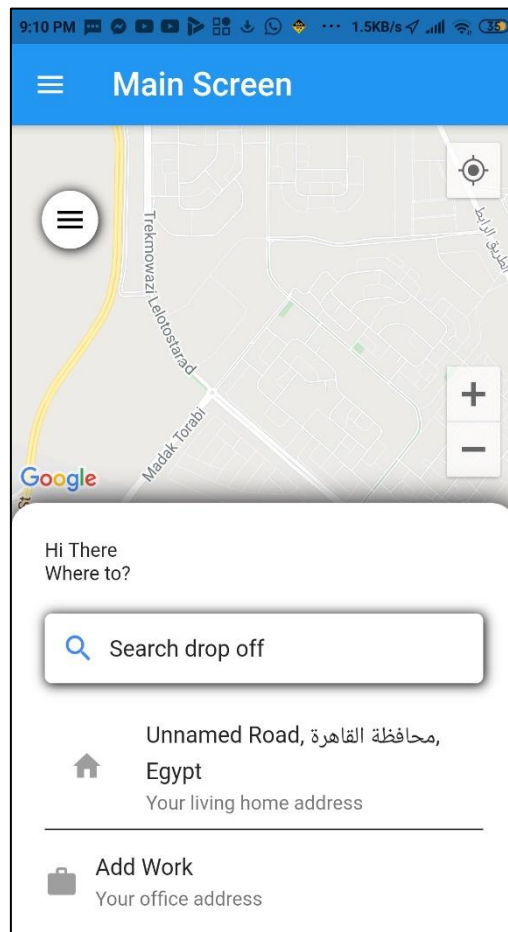 9:10 PM
1.5KB/s
35
Main Screen
Trekmowazi Lelotostarad
الطريق الرابط
Madak Torabi
Google
Hi There
Where to?
Search drop off
Unnamed Road, محافظة القاهرة,
Egypt
Your living home address
Add Work
Your office address